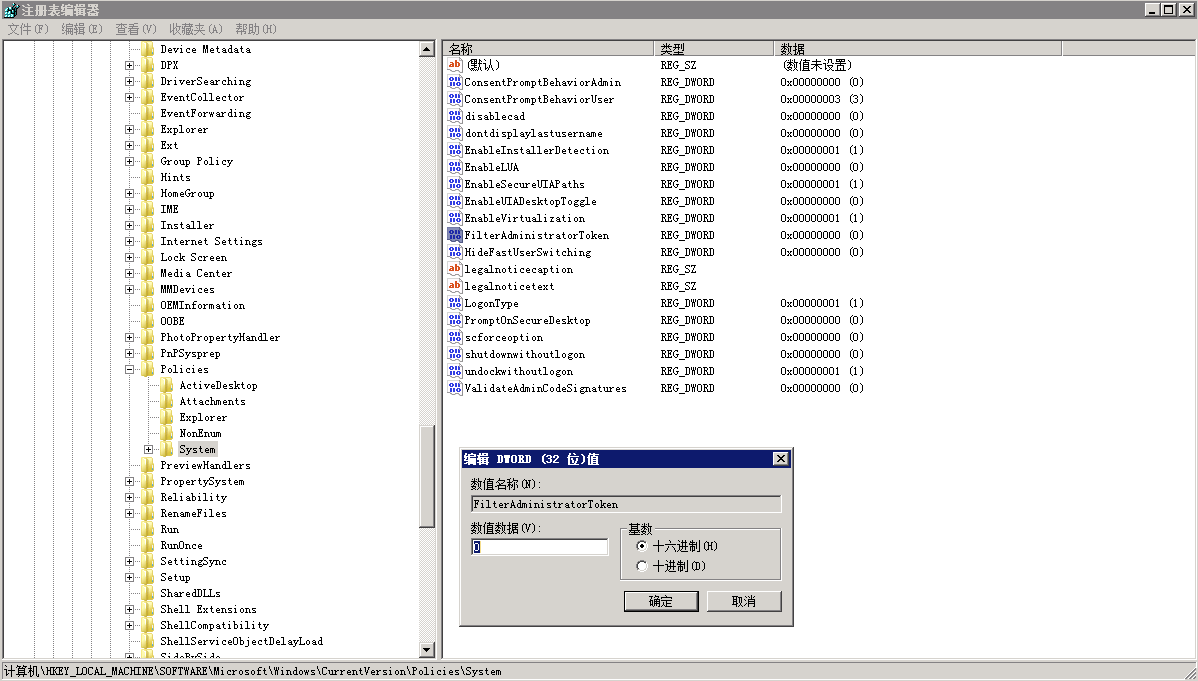 注册表编辑器
文件(F) 编辑(E) 查看(V) 收藏夹(A) 帮助(H)
Device Metadata
DPX
DriverSearching
EventCollector
EventForwarding
Explorer
Ext
Group Policy
Hints
HomeGroup
IME
Installer
Internet Settings
Lock Screen
Media Center
MMDevices
OEMInformation
OOBE
PhotoPropertyHandler
PnPSysprep
Policies
ActiveDesktop
Attachments
Explorer
NonEnum
System
PreviewHandlers
PropertySystem
Reliability
RenameFiles
Run
RunOnce
SettingSync
Setup
SharedDLLs
Shell Extensions
ShellCompatibility
ShellServiceObjectDelayLoad
SideBySide
名称 类型 数据
(默认) REG_SZ (数值未设置)
ConsentPromptBehaviorAdmin REG_DWORD 0x00000000 (0)
ConsentPromptBehaviorUser REG_DWORD 0x00000003 (3)
disablecad REG_DWORD 0x00000000 (0)
dontdisplaylastusername REG_DWORD 0x00000000 (0)
EnableInstallerDetection REG_DWORD 0x00000001 (1)
EnableLUA REG_DWORD 0x00000000 (0)
EnableSecureUIAPaths REG_DWORD 0x00000001 (1)
EnableUIADesktopToggle REG_DWORD 0x00000000 (0)
EnableVirtualization REG_DWORD 0x00000001 (1)
FilterAdministratorToken REG_DWORD 0x00000000 (0)
HideFastUserSwitching REG_DWORD 0x00000000 (0)
legalnoticecaption REG_SZ
legalnoticetext REG_SZ
LogonType REG_DWORD 0x00000001 (1)
PromptOnSecureDesktop REG_DWORD 0x00000000 (0)
scforceoption REG_DWORD 0x00000000 (0)
shutdownwithoutlogon REG_DWORD 0x00000000 (0)
undockwithoutlogon REG_DWORD 0x00000001 (1)
ValidateAdminCodeSignatures REG_DWORD 0x00000000 (0)
编辑 DWORD (32 位)值
数值名称(N):
FilterAdministratorToken
数值数据(V):
0
基数
十六进制(H)
十进制(D)
确定 取消
计算机\HKEY_LOCAL_MACHINE\SOFTWARE\Microsoft\Windows\CurrentVersion\Policies\System